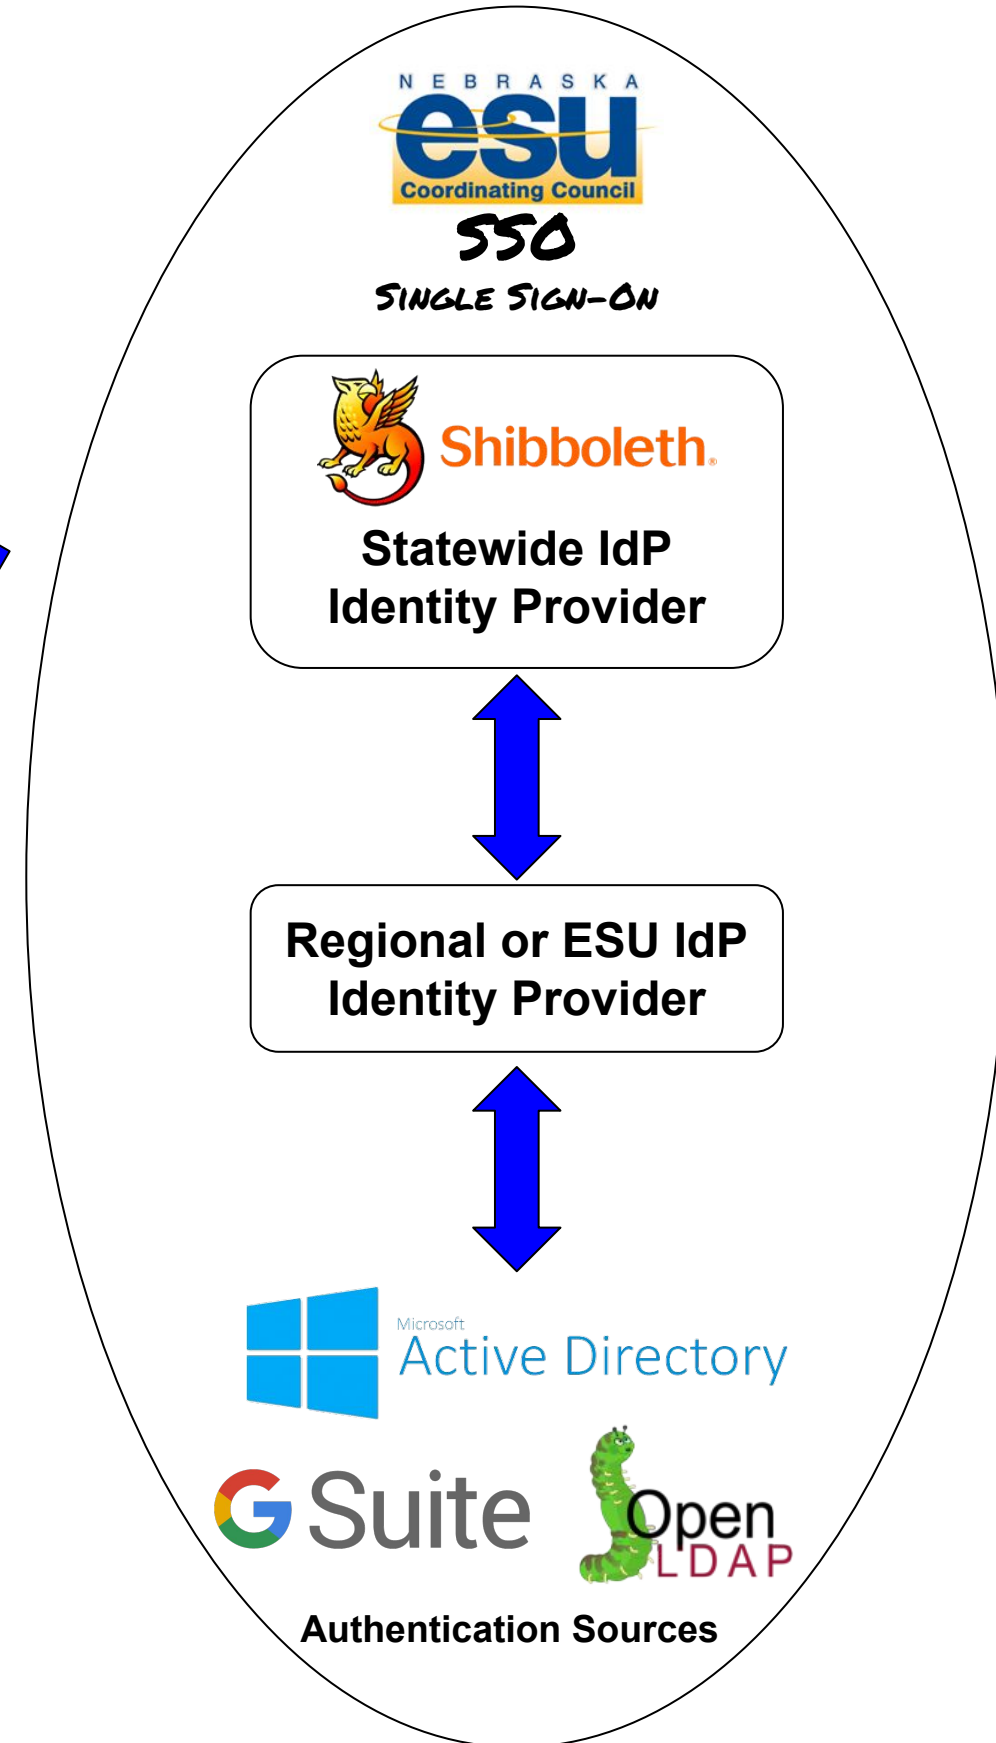 NEBRASKA
esu
Coordinating Council
SSO
Single Sign-On
Shibboleth®
Statewide IdP
Identity Provider
Regional or ESU IdP
Identity Provider
Microsoft
Active Directory
G Suite
Open
LDAP
Authentication Sources